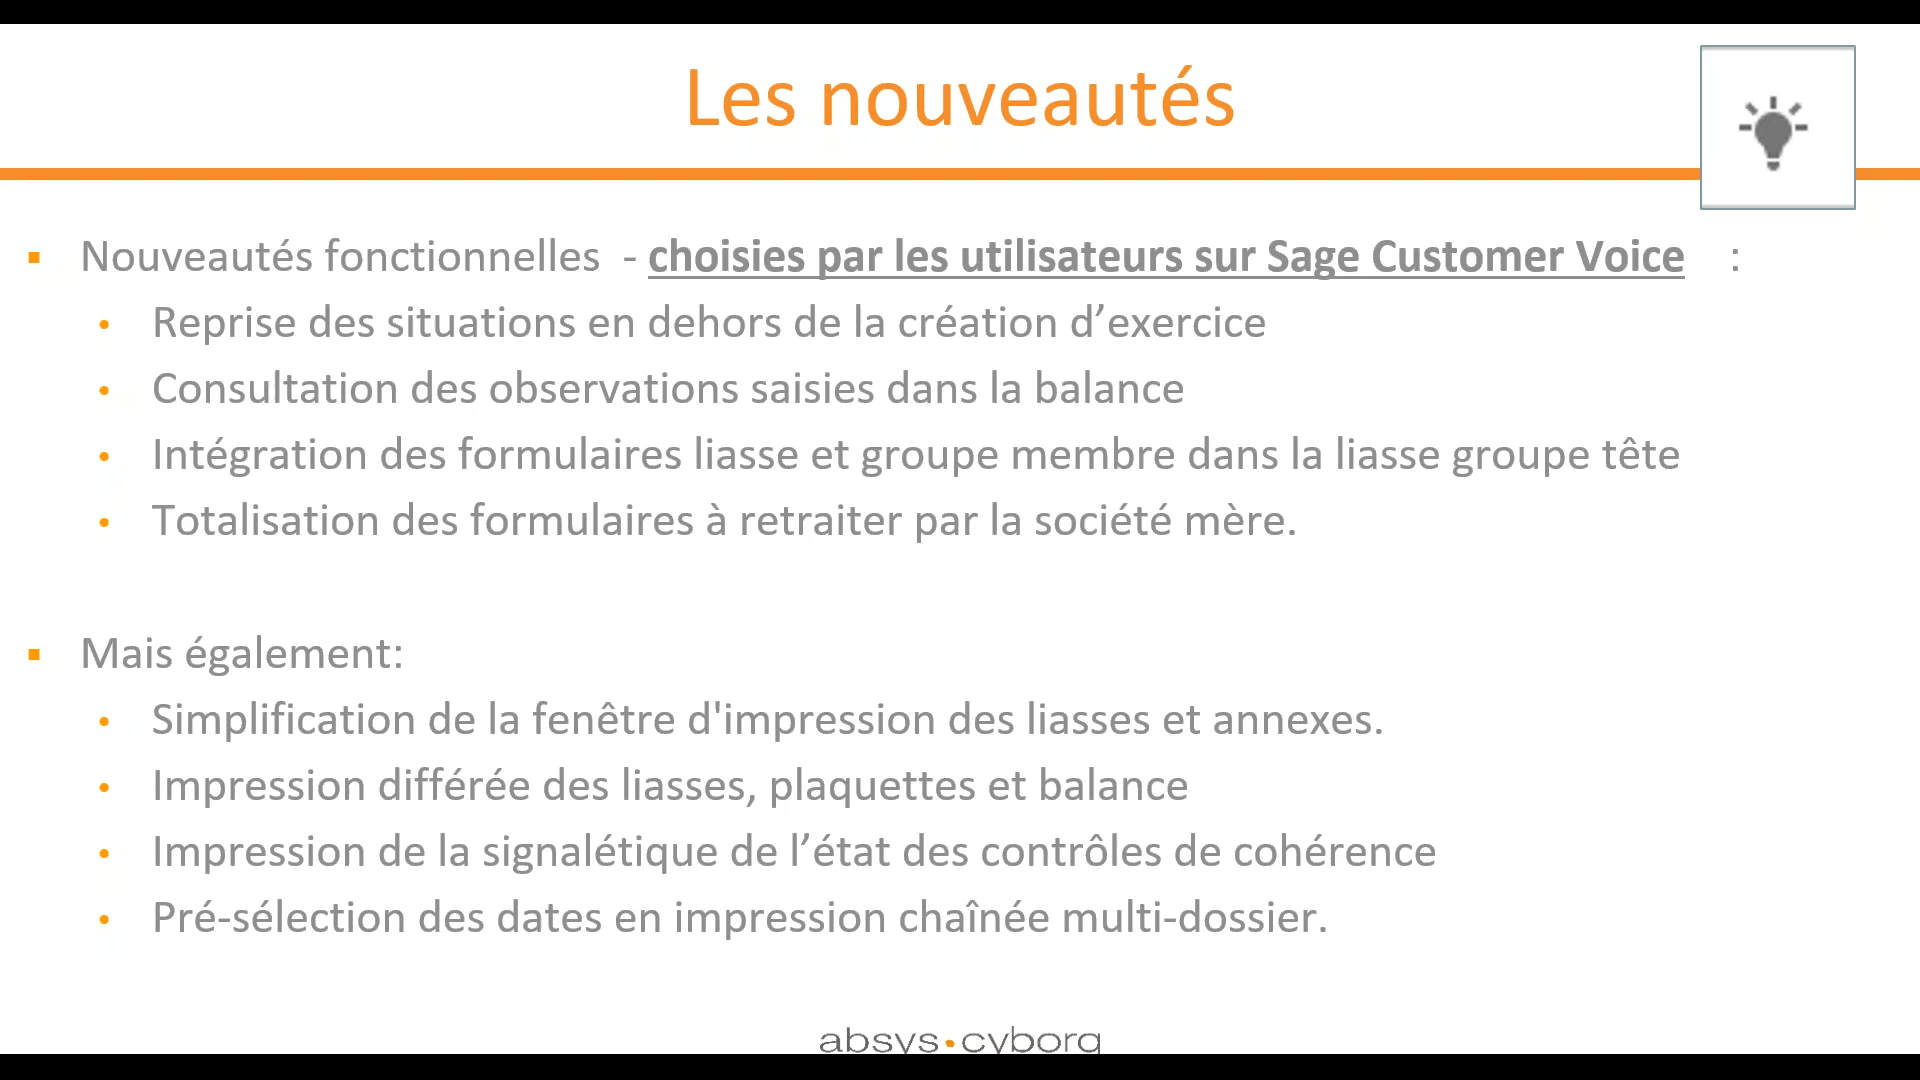 Les nouveautés
Nouveautés fonctionnelles - choisies par les utilisateurs sur Sage Customer Voice :
Reprise des situations en dehors de la création d’exercice
Consultation des observations saisies dans la balance
Intégration des formulaires liasse et groupe membre dans la liasse groupe tête
Totalisation des formulaires à retraiter par la société mère.
Mais également:
Simplification de la fenêtre d'impression des liasses et annexes.
Impression différée des liasses, plaquettes et balance
Impression de la signalétique de l’état des contrôles de cohérence
Pré-sélection des dates en impression chaînée multi-dossier.
absys•cyborg